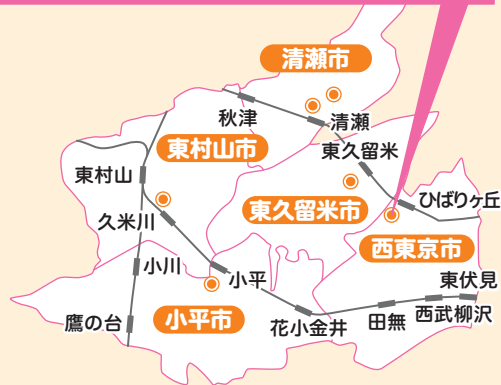 清瀬市
秋津
清瀬
東村山市
東久留米
東村山
ひばりヶ丘
久米川
東久留米市
西東京市
小川
小平
東伏見
鷹の台
小平市
花小金井
田無
西武柳沢